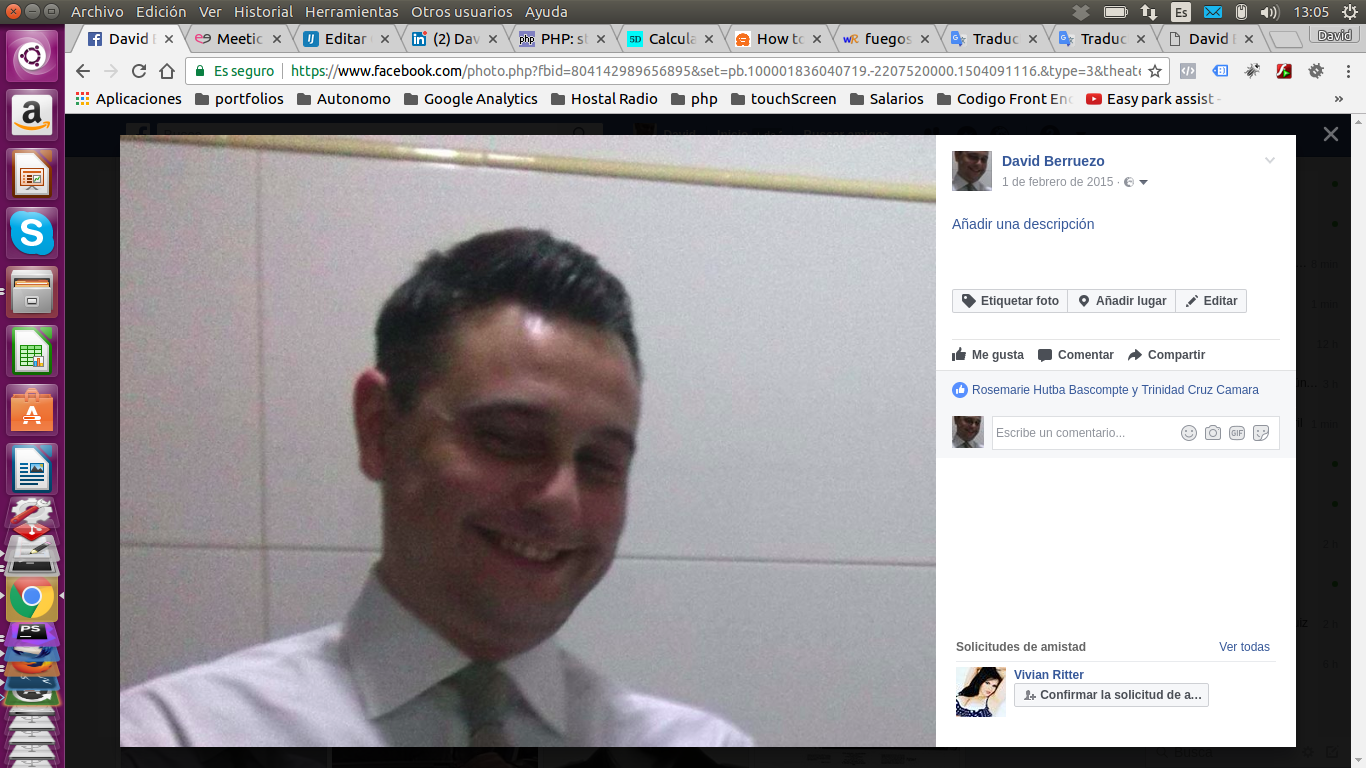 Archivo Edición Ver Historial Herramientas Otros usuarios Ayuda Es 13:05
David Meetic Editar (2) Dav PHP: s Calcula How to fuegos Traduc Traduc David David
Es seguro https://www.facebook.com/photo.php?fbid=804142989656895&set=pb.100001836040719.-2207520000.1504091116.&type=3&theate
Aplicaciones portfolios Autonomo Google Analytics Hostal Radio php touchScreen Salarios Codigo Front En Easy park assist -
David Berruezo
1 de febrero de 2015 ·
Añadir una descripción
Etiquetar foto Añadir lugar Editar
Me gusta Comentar Compartir
Rosemarie Hutba Bascompte y Trinidad Cruz Camara
Escribe un comentario... GIF
Solicitudes de amistad Ver todas
Vivian Ritter
Confirmar la solicitud de a...